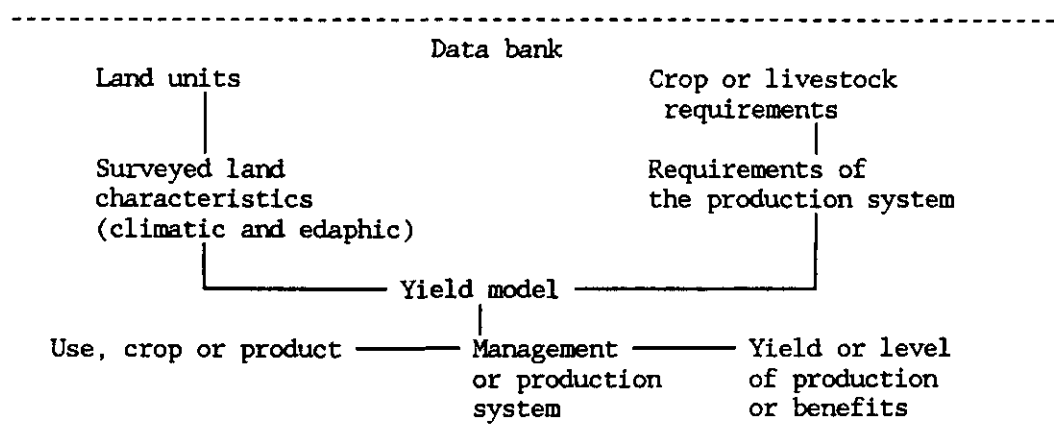 Data bank
Land units
Crop or livestock
requirements
Surveyed land
characteristics
(climatic and edaphic)
Requirements of
the production system
Yield model
Use, crop or product
Management
or production
system
Yield or level
of production
or benefits